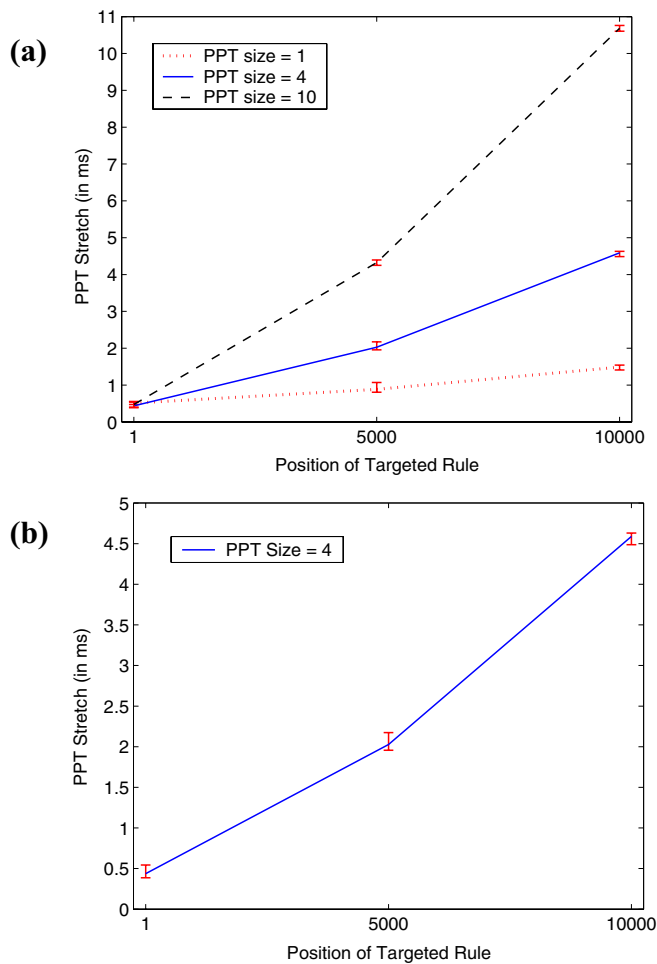 (a)
11
10
9
8
7
6
5
4
3
2
1
0
PPT size = 1
PPT size = 4
PPT size = 10
PPT Stretch (in ms)
1 5000 10000
Position of Targeted Rule
(b)
5
4.5
4
3.5
3
2.5
2
1.5
1
0.5
0
PPT Size = 4
PPT Stretch (in ms)
1 5000 10000
Position of Targeted Rule